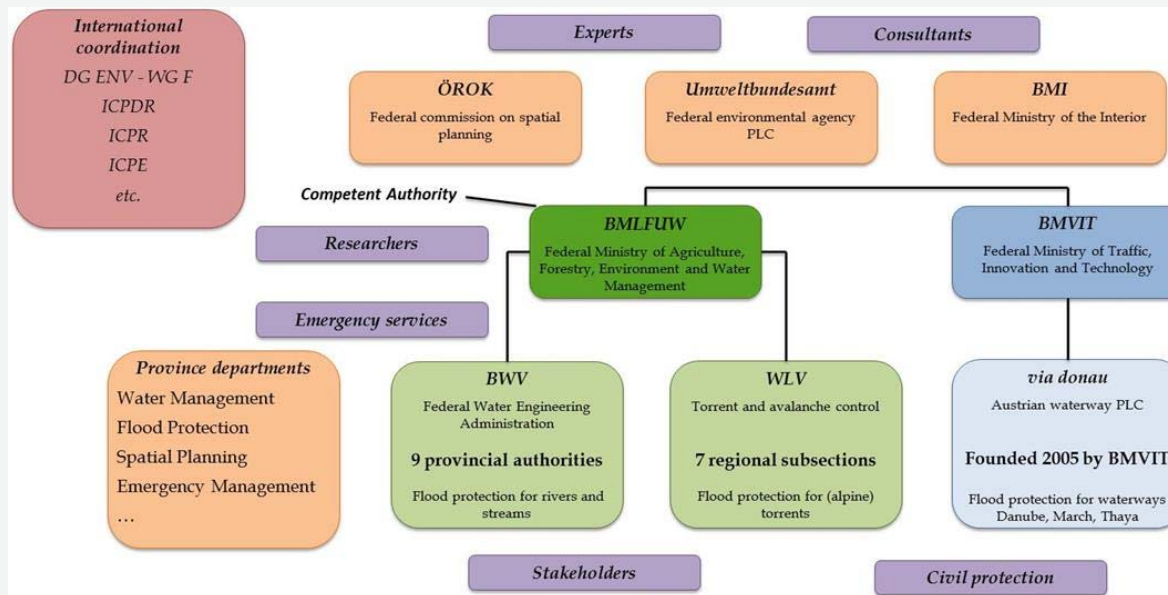 International
coordination
DG ENV - WG F
ICPDR
ICPR
ICPE
etc.
Experts
Consultants
ÖROK
Federal commission on spatial
planning
Umweltbundesamt
Federal environmental agency
PLC
BMI
Federal Ministry of the Interior
Competent Authority
BMLFUW
Federal Ministry of Agriculture,
Forestry, Environment and Water
Management
BMVIT
Federal Ministry of Traffic,
Innovation and Technology
Researchers
Emergency services
Province departments
Water Management
Flood Protection
Spatial Planning
Emergency Management
…
BWV
Federal Water Engineering
Administration
9 provincial authorities
Flood protection for rivers and
streams
WLV
Torrent and avalanche control
7 regional subsections
Flood protection for (alpine)
torrents
via donau
Austrian waterway PLC
Founded 2005 by BMVIT
Flood protection for waterways
Danube, March, Thaya
Stakeholders
Civil protection